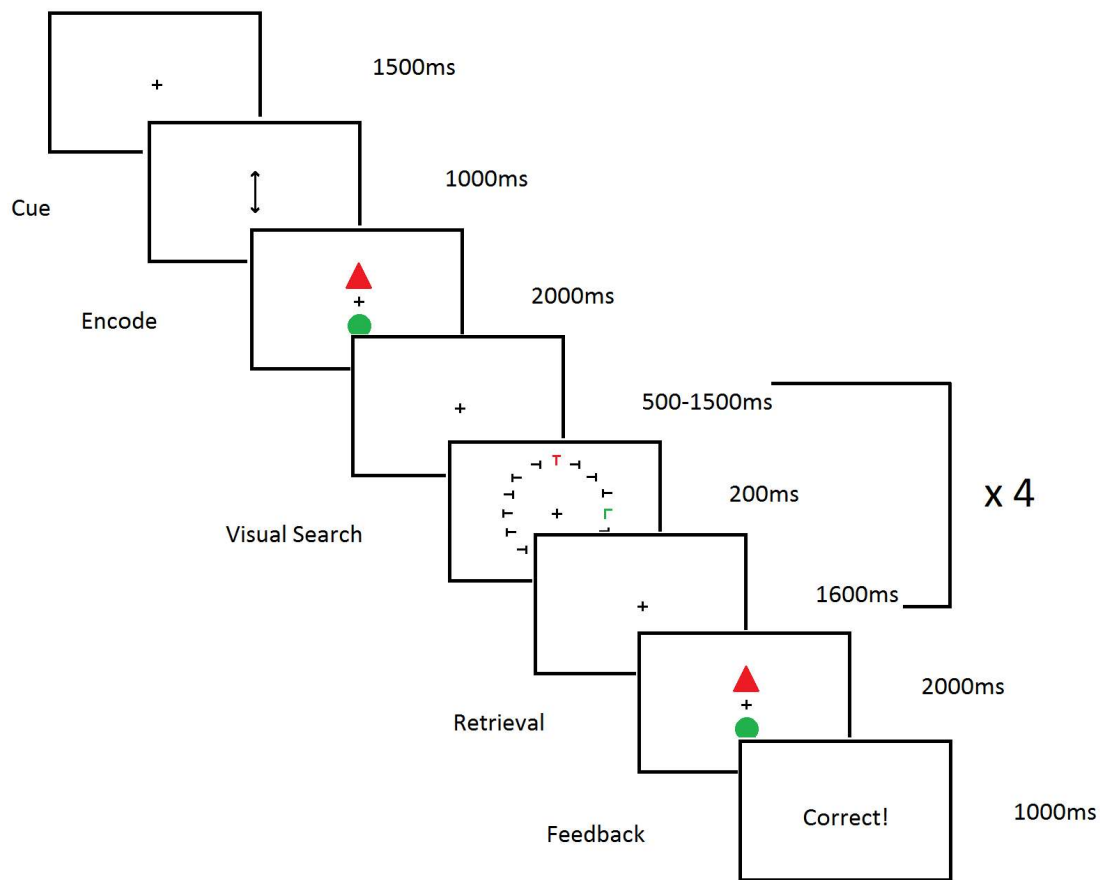 1500ms
1000ms
Cue
2000ms
Encode
500-1500ms
200ms
x 4
Visual Search
1600ms
2000ms
Retrieval
Correct!
1000ms
Feedback